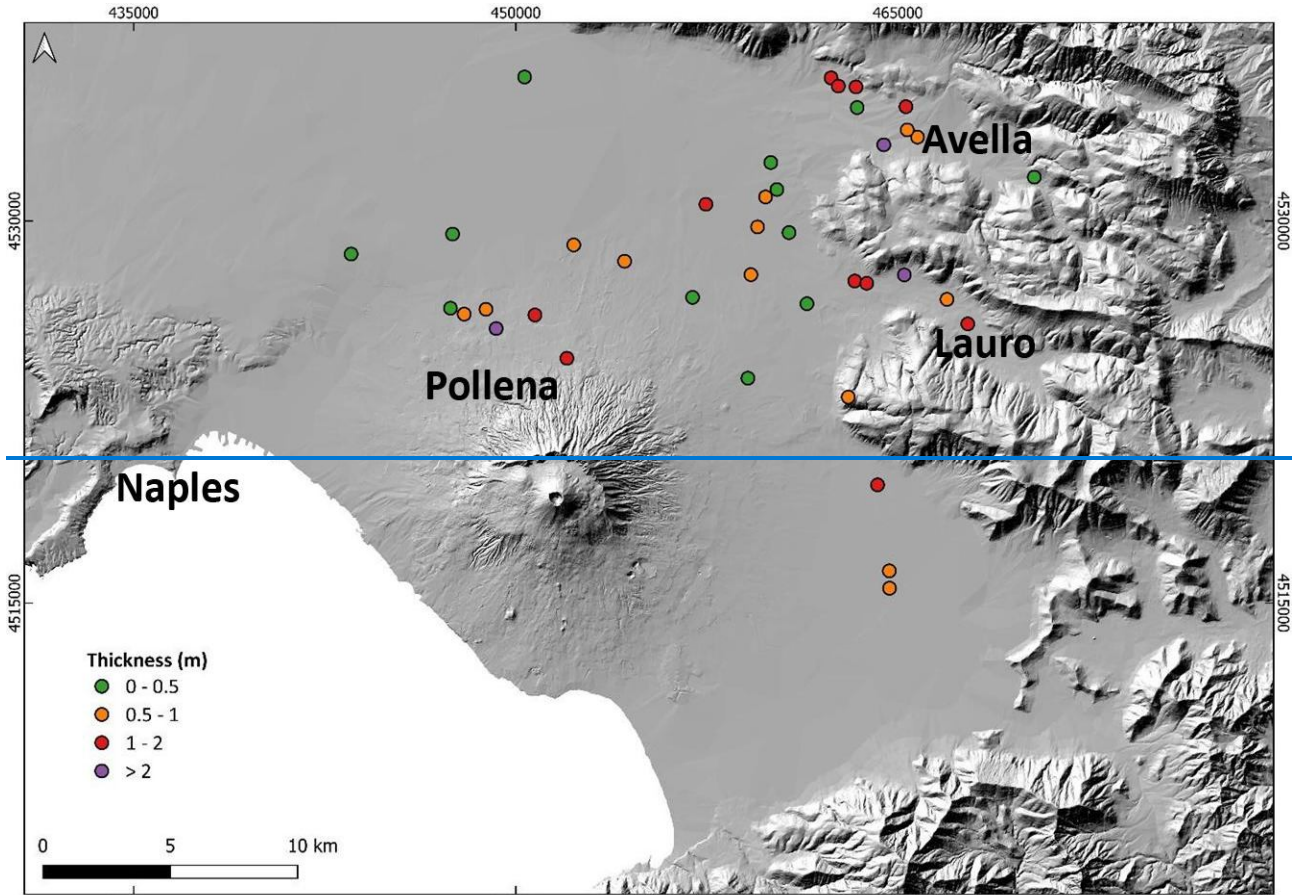 435000 450000 465000
Avella
4530000 4530000
Lauro
Pollena
Naples
4515000 4515000
Thickness (m)
0 - 0.5
0.5 - 1
1 - 2
> 2
0 5 10 km